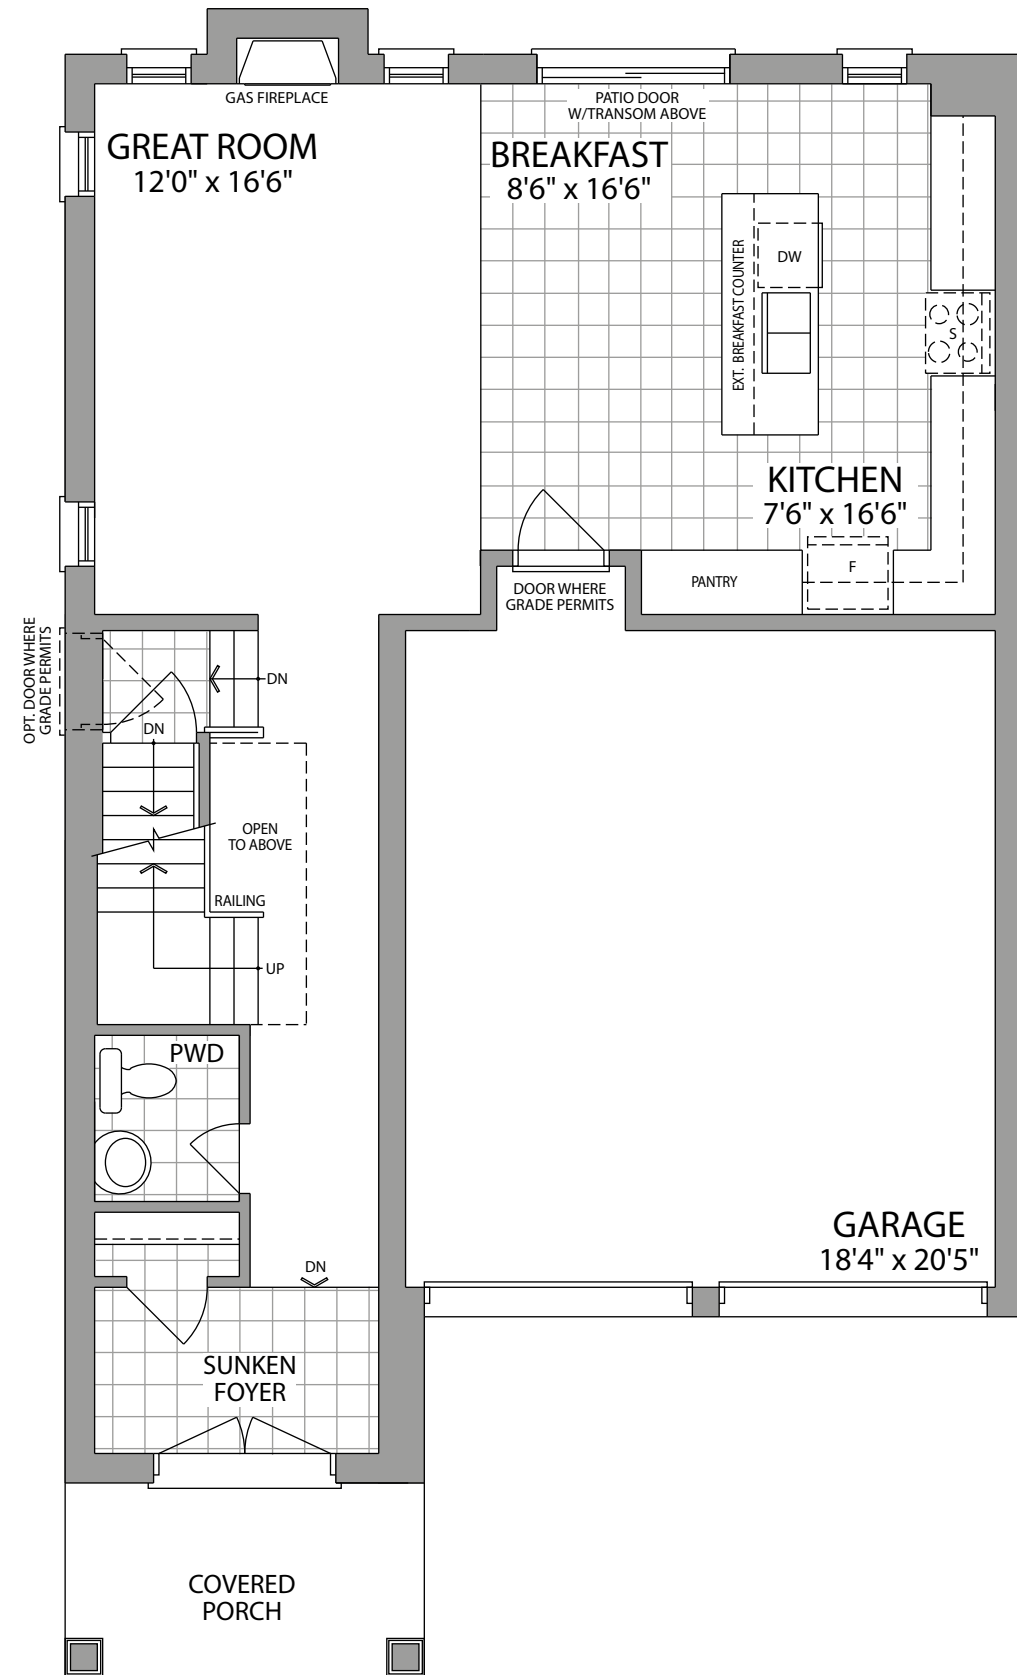 GAS FIREPLACE
PATIO DOOR
W/TRANSOM ABOVE
GREAT ROOM
12'0" x 16'6"
BREAKFAST
8'6" x 16'6"
EXT. BREAKFAST COUNTER
DW
S
KITCHEN
7'6" x 16'6"
F
PANTRY
DOOR WHERE
GRADE PERMITS
OPT. DOOR WHERE
GRADE PERMITS
DN
DN
OPEN
TO ABOVE
RAILING
UP
PWD
GARAGE
18'4" x 20'5"
DN
SUNKEN
FOYER
COVERED
PORCH